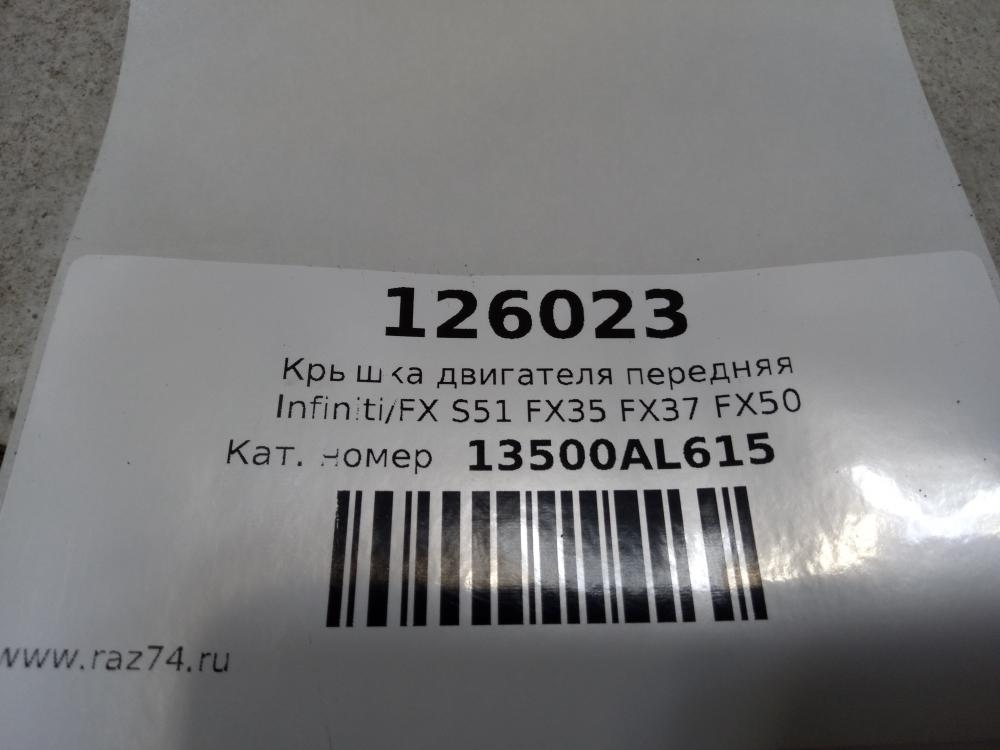 126023
Крышка двигателя передняя
Infiniti/FX S51 FX35 FX37 FX50
Кат. номер 13500AL615
www.raz74.ru